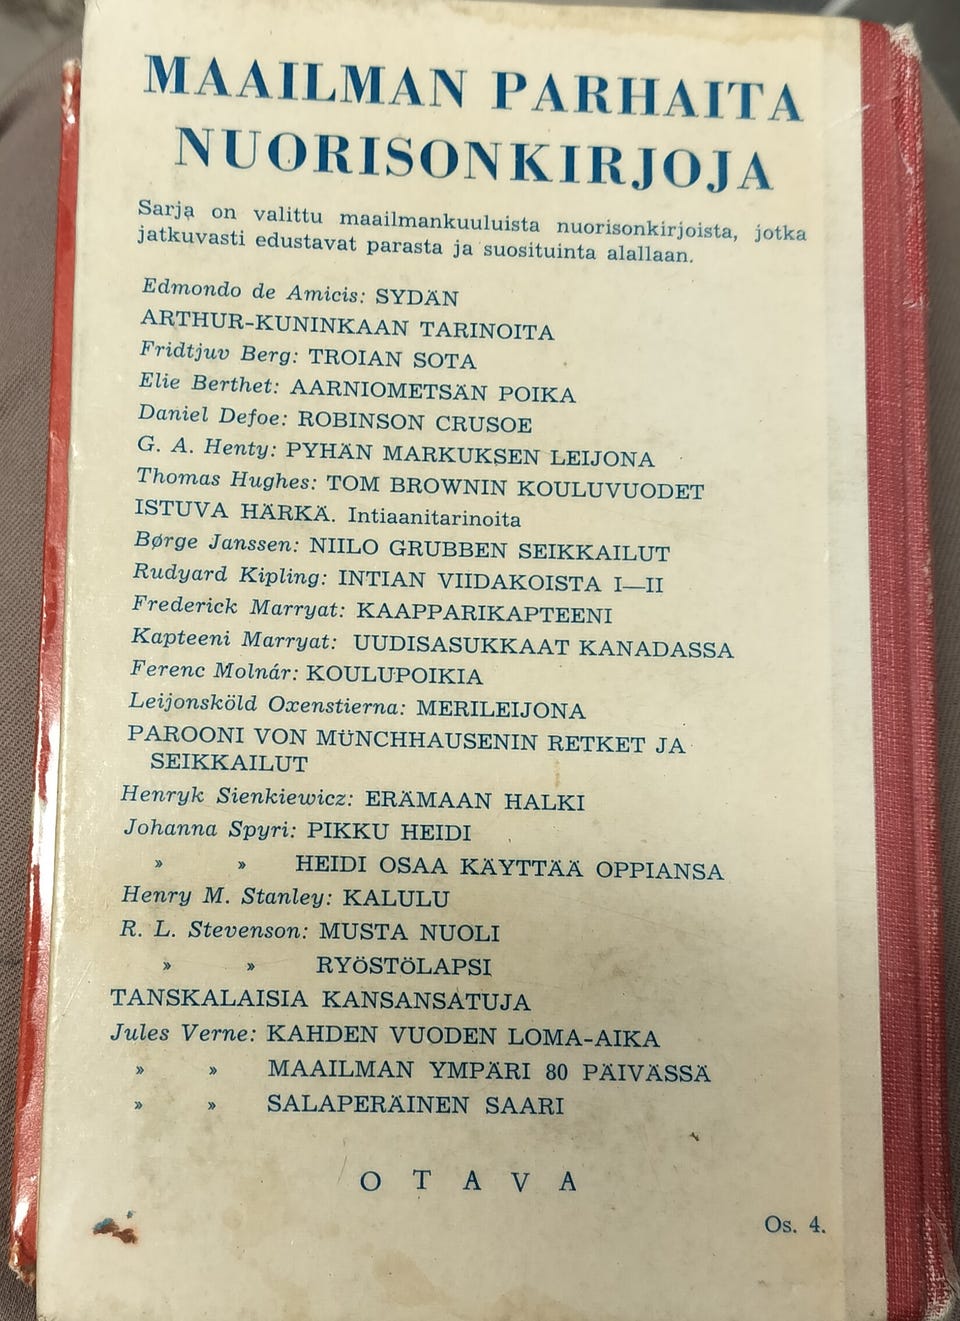 MAAILMAN PARHAITA
NUORISONKIRJOJA
Sarja on valittu maailmankuuluista nuorisonkirjoista, jotka
jatkuvasti edustavat parasta ja suosituinta alallaan.
Edmondo de Amicis: SYDÄN
ARTHUR-KUNINKAAN TARINOITA
Fridtjuv Berg: TROIAN SOTA
Elie Berthet: AARNIOMETSÄN POIKA
Daniel Defoe: ROBINSON CRUSOE
G. A. Henty: PYHÄN MARKUKSEN LEIJONA
Thomas Hughes: TOM BROWNIN KOULUVUODET
ISTUVA HÄRKÄ. Intiaanitarinoita
Børge Janssen: NIILO GRUBBEN SEIKKAILUT
Rudyard Kipling: INTIAN VIIDAKOISTA I—II
Frederick Marryat: KAAPPARIKAPTEENI
Kapteeni Marryat: UUDISASUKKAAT KANADASSA
Ferenc Molnár: KOULUPOIKIA
Leijonsköld Oxenstierna: MERILEIJONA
PAROONI VON MÜNCHHAUSENIN RETKET JA
SEIKKAILUT
Henryk Sienkiewicz: ERÄMAAN HALKI
Johanna Spyri: PIKKU HEIDI
» » HEIDI OSAA KÄYTTÄÄ OPPIANSA
Henry M. Stanley: KALULU
R. L. Stevenson: MUSTA NUOLI
» » RYÖSTÖLAPSI
TANSKALAISIA KANSANSATUJA
Jules Verne: KAHDEN VUODEN LOMA-AIKA
» » MAAILMAN YMPÄRI 80 PÄIVÄSSÄ
» » SALAPERÄINEN SAARI
OTAVA
Os. 4.